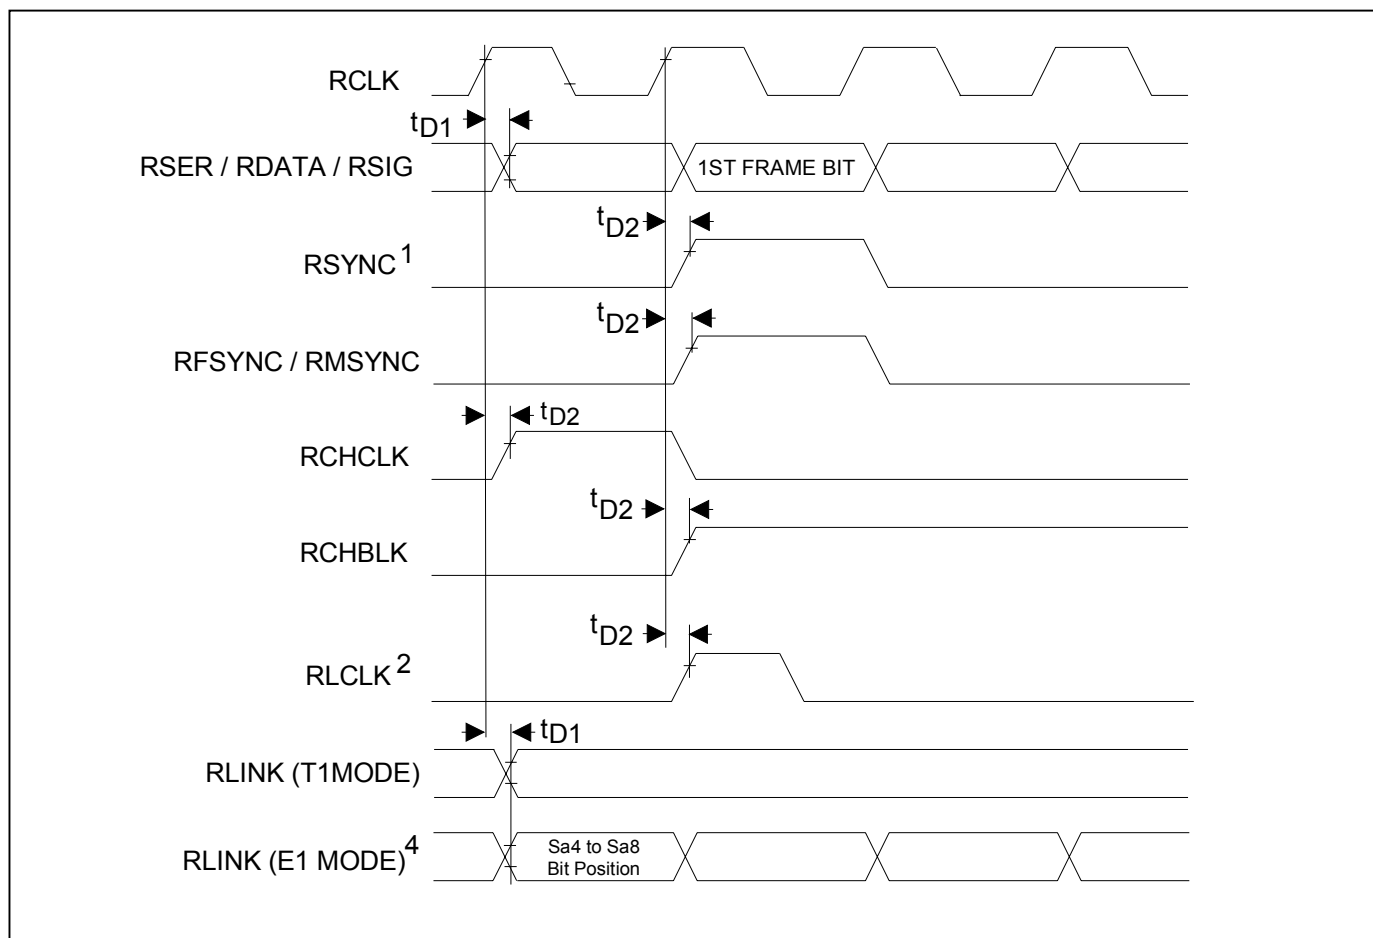 RCLK
tD1
RSER / RDATA / RSIG
1ST FRAME BIT
tD2
RSYNC1
tD2
RFSYNC / RMSYNC
tD2
RCHCLK
tD2
RCHBLK
tD2
RLCLK2
tD1
RLINK (T1MODE)
RLINK (E1 MODE)4
Sa4 to Sa8
Bit Position